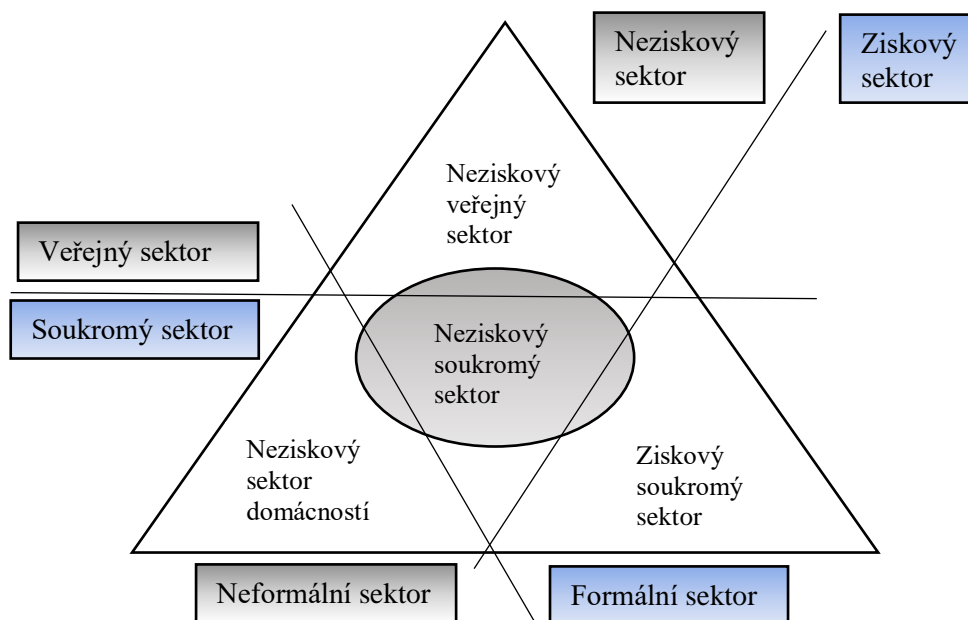 Neziskový
sektor
Ziskový
sektor
Neziskový
veřejný
sektor
Veřejný sektor
Soukromý sektor
Neziskový
soukromý
sektor
Neziskový
sektor
domácností
Ziskový
soukromý
sektor
Neformální sektor
Formální sektor